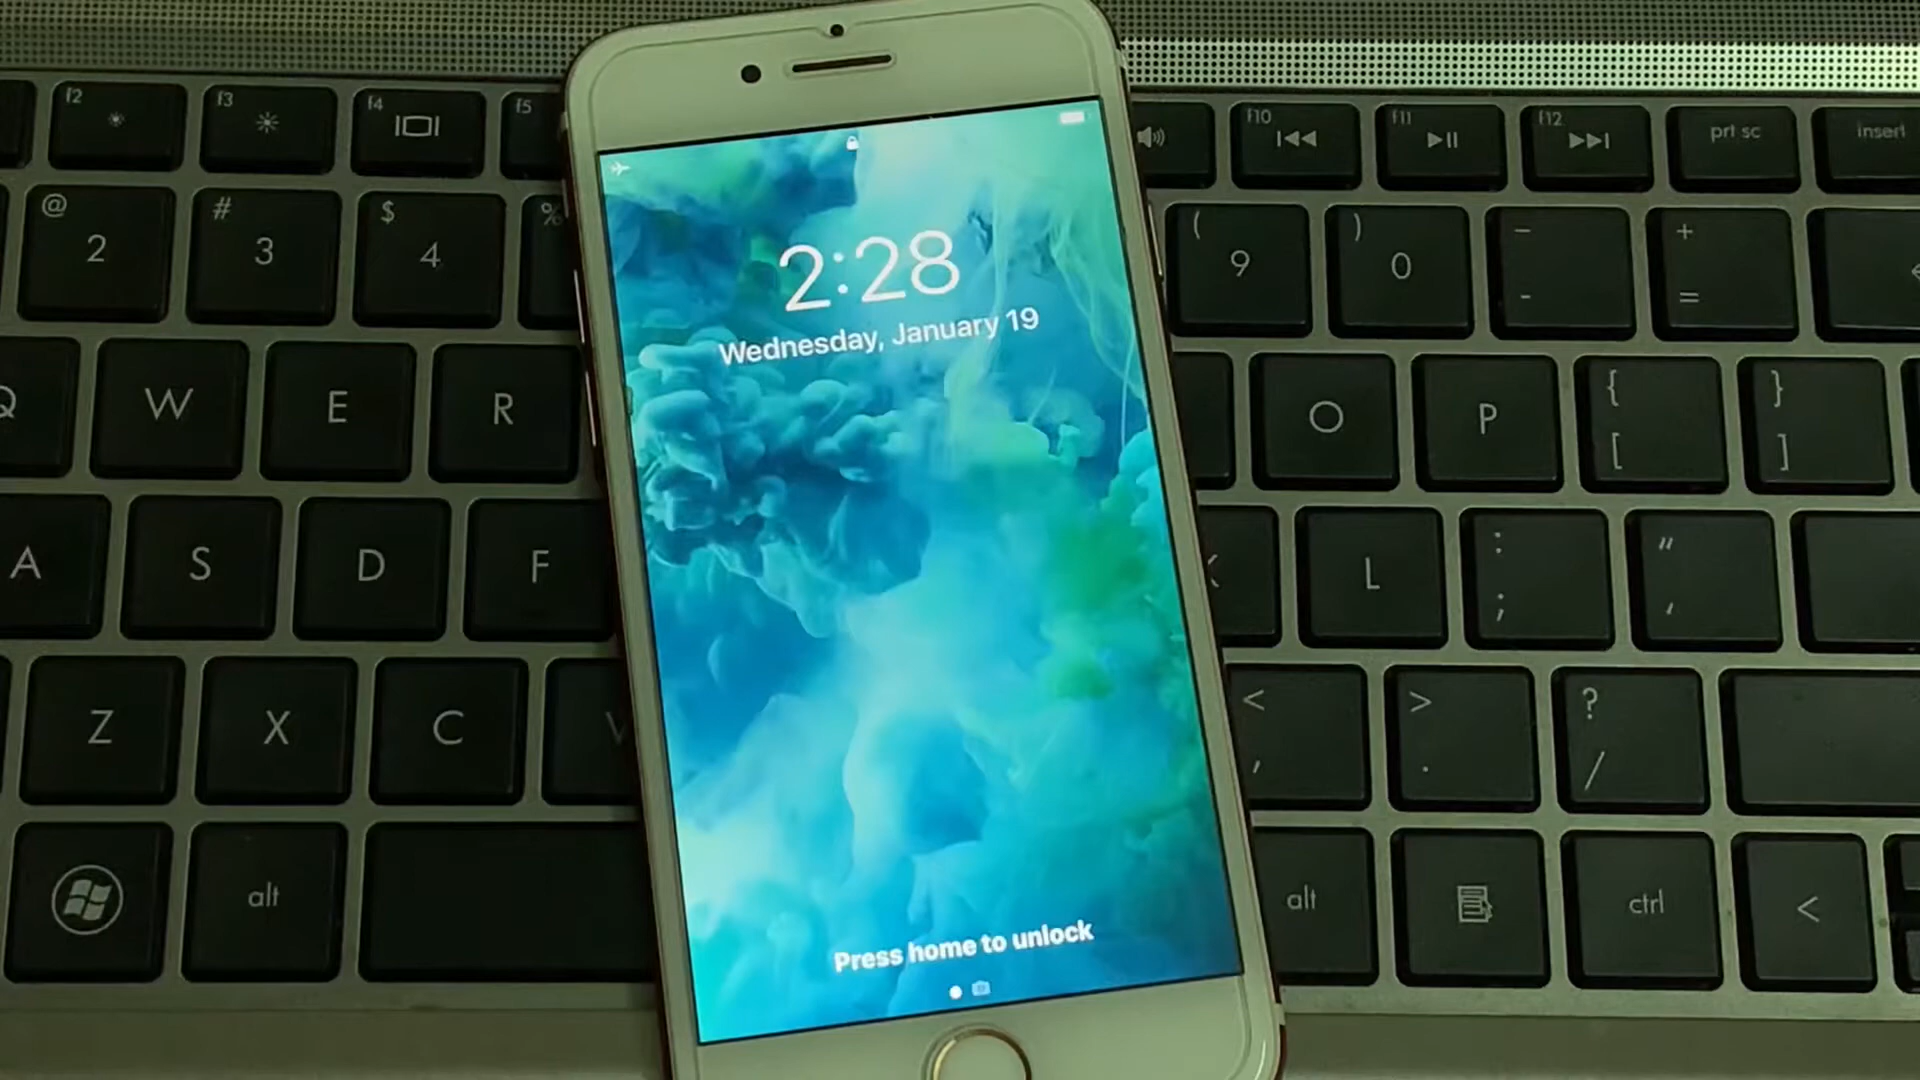 2:28
Wednesday, January 19
Press home to unlock
f2 f3 f4 f5 f10 f11 f12 prt sc insert
@ # $ % ( ) – +
2 3 4 9 0 - =
Q W E R O P { [ } ]
A S D F K L : ; " '
Z X C V < , > . ? /
alt alt ctrl <